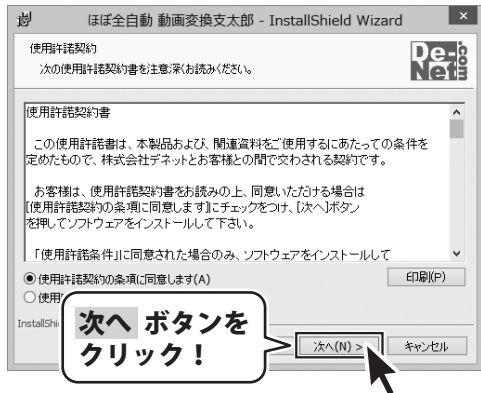 ほぼ全自動 動画変換支太郎 - InstallShield Wizard
使用許諾契約
次の使用許諾契約書を注意深くお読みください。
De-Net.com
使用許諾契約書
この使用許諾書は、本製品および、関連資料をご使用するにあたっての条件を
定めたもので、株式会社デネットとお客様との間で交わされる契約です。
お客様は、使用許諾契約書をお読みの上、同意いただける場合は
[使用許諾契約の条項に同意します]にチェックをつけ、[次へ]ボタン
を押してソフトウェアをインストールして下さい。
「使用許諾条件」に同意された場合のみ、ソフトウェアをインストールして
使用許諾契約の条項に同意します(A)
印刷(P)
使用
InstallShi
次へ ボタンを
クリック!
次へ(N) >
キャンセル